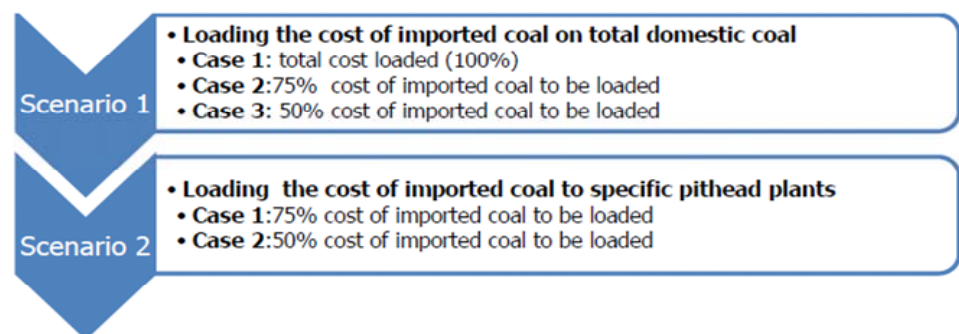 Scenario 1
• Loading the cost of imported coal on total domestic coal
• Case 1: total cost loaded (100%)
• Case 2:75% cost of imported coal to be loaded
• Case 3: 50% cost of imported coal to be loaded
Scenario 2
• Loading the cost of imported coal to specific pithead plants
• Case 1:75% cost of imported coal to be loaded
• Case 2:50% cost of imported coal to be loaded